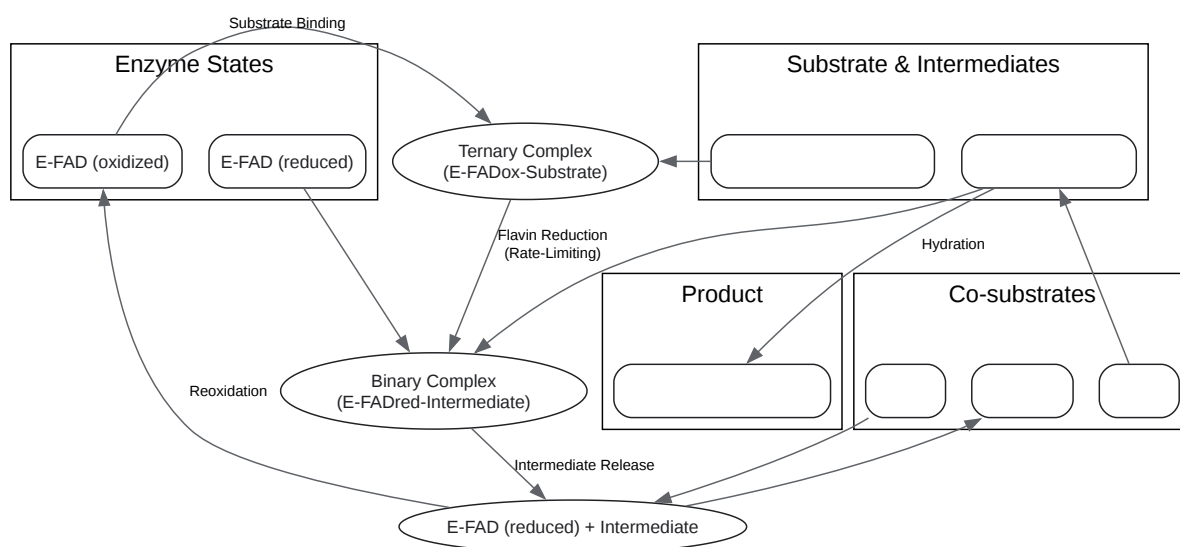 Substrate Binding
Enzyme States
Substrate & Intermediates
E-FAD (oxidized)
E-FAD (reduced)
Ternary Complex
(E-FADox-Substrate)
Flavin Reduction
(Rate-Limiting)
Hydration
Product
Co-substrates
Reoxidation
Binary Complex
(E-FADred-Intermediate)
Intermediate Release
E-FAD (reduced) + Intermediate